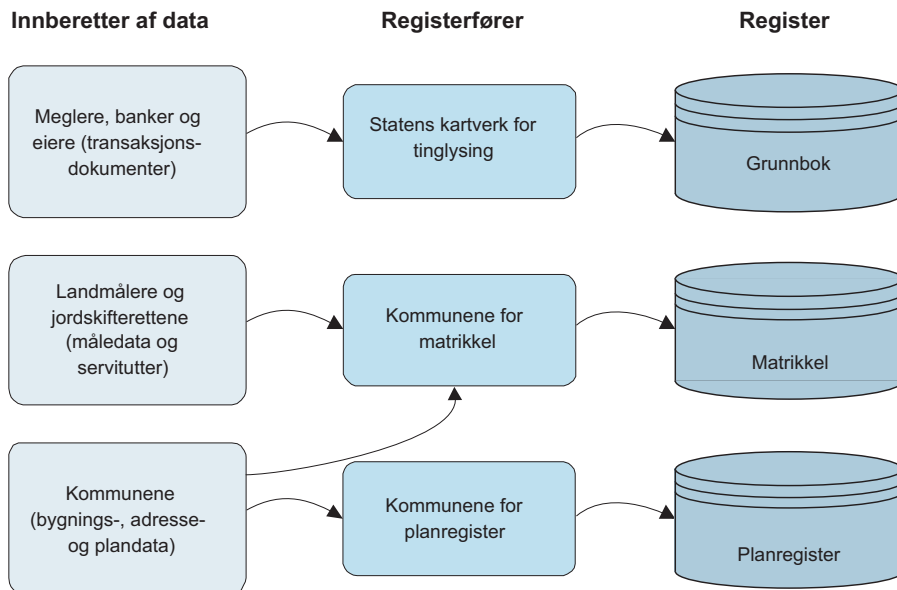 Innberetter af data
Registerfører
Register
Meglere, banker og
eiere (transaksjons-
dokumenter)
Statens kartverk for
tinglysing
Grunnbok
Landmålere og
jordskifterettene
(måledata og
servitutter)
Kommunene for
matrikkel
Matrikkel
Kommunene
(bygnings-, adresse-
og plandata)
Kommunene for
planregister
Planregister